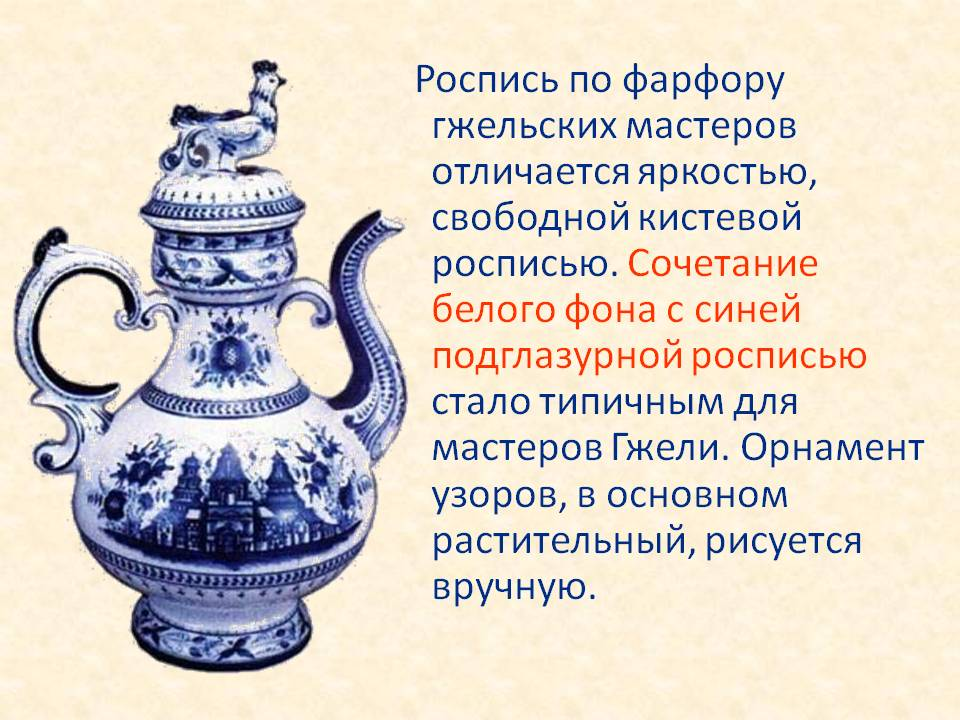 Роспись по фарфору
гжельских мастеров
отличается яркостью,
свободной кистевой
росписью. Сочетание
белого фона с синей
подглазурной росписью
стало типичным для
мастеров Гжели. Орнамент
узоров, в основном
растительный, рисуется
вручную.